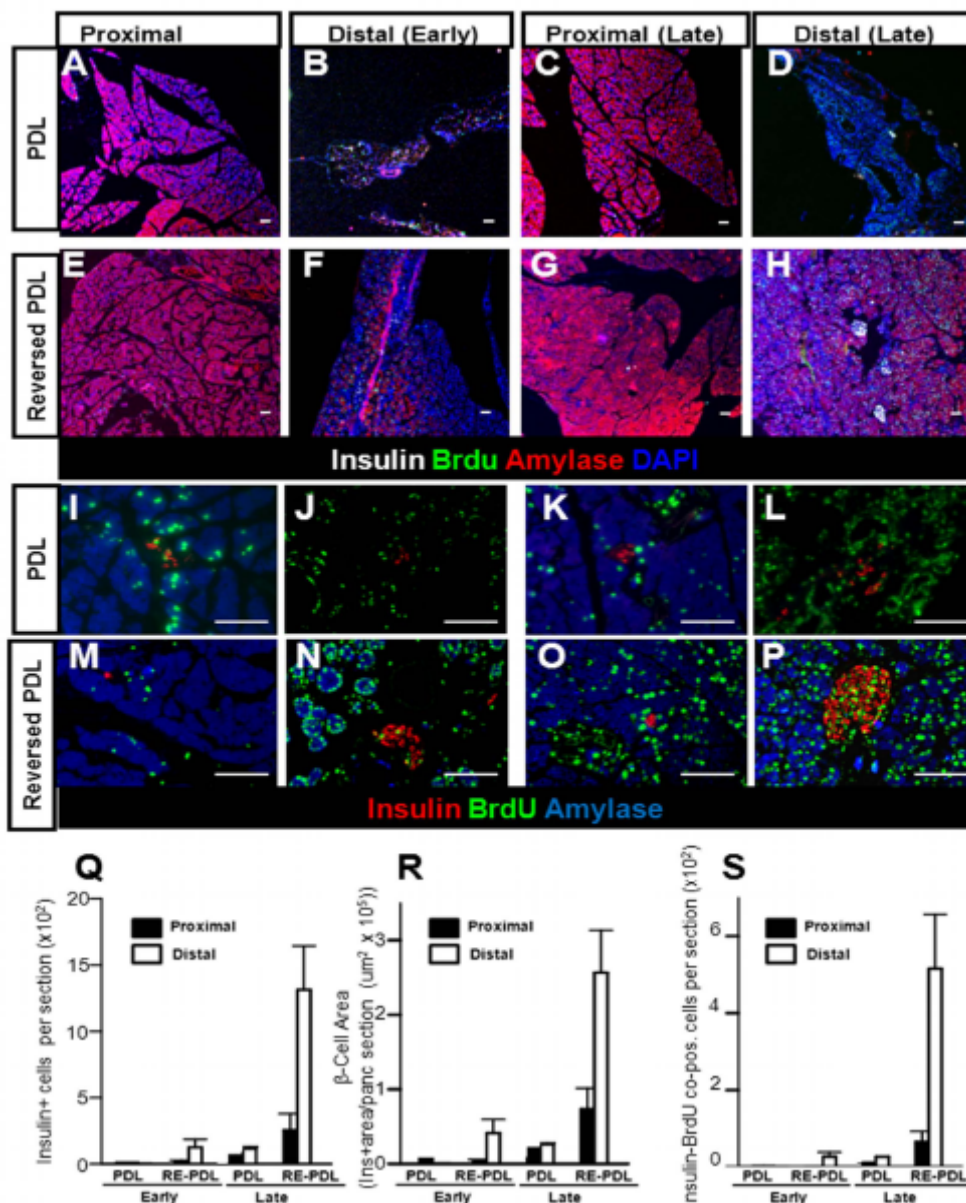 Proximal
Distal (Early)
Proximal (Late)
Distal (Late)
PDL
A
B
C
D
Reversed PDL
E
F
G
H
Insulin Brdu Amylase DAPI
PDL
I
J
K
L
Reversed PDL
M
N
O
P
Insulin BrdU Amylase
Q
Insulin+ cells per section (x10²)
20
15
10
5
0
Proximal
Distal
PDL RE-PDL PDL RE-PDL
Early Late
R
β-Cell Area
(Ins+area/panc section (um² x 10⁵))
3
2
1
0
Proximal
Distal
PDL RE-PDL PDL RE-PDL
Early Late
S
Insulin-BrdU co-pos. cells per section (x10²)
6
4
2
0
Proximal
Distal
PDL RE-PDL PDL RE-PDL
Early Late